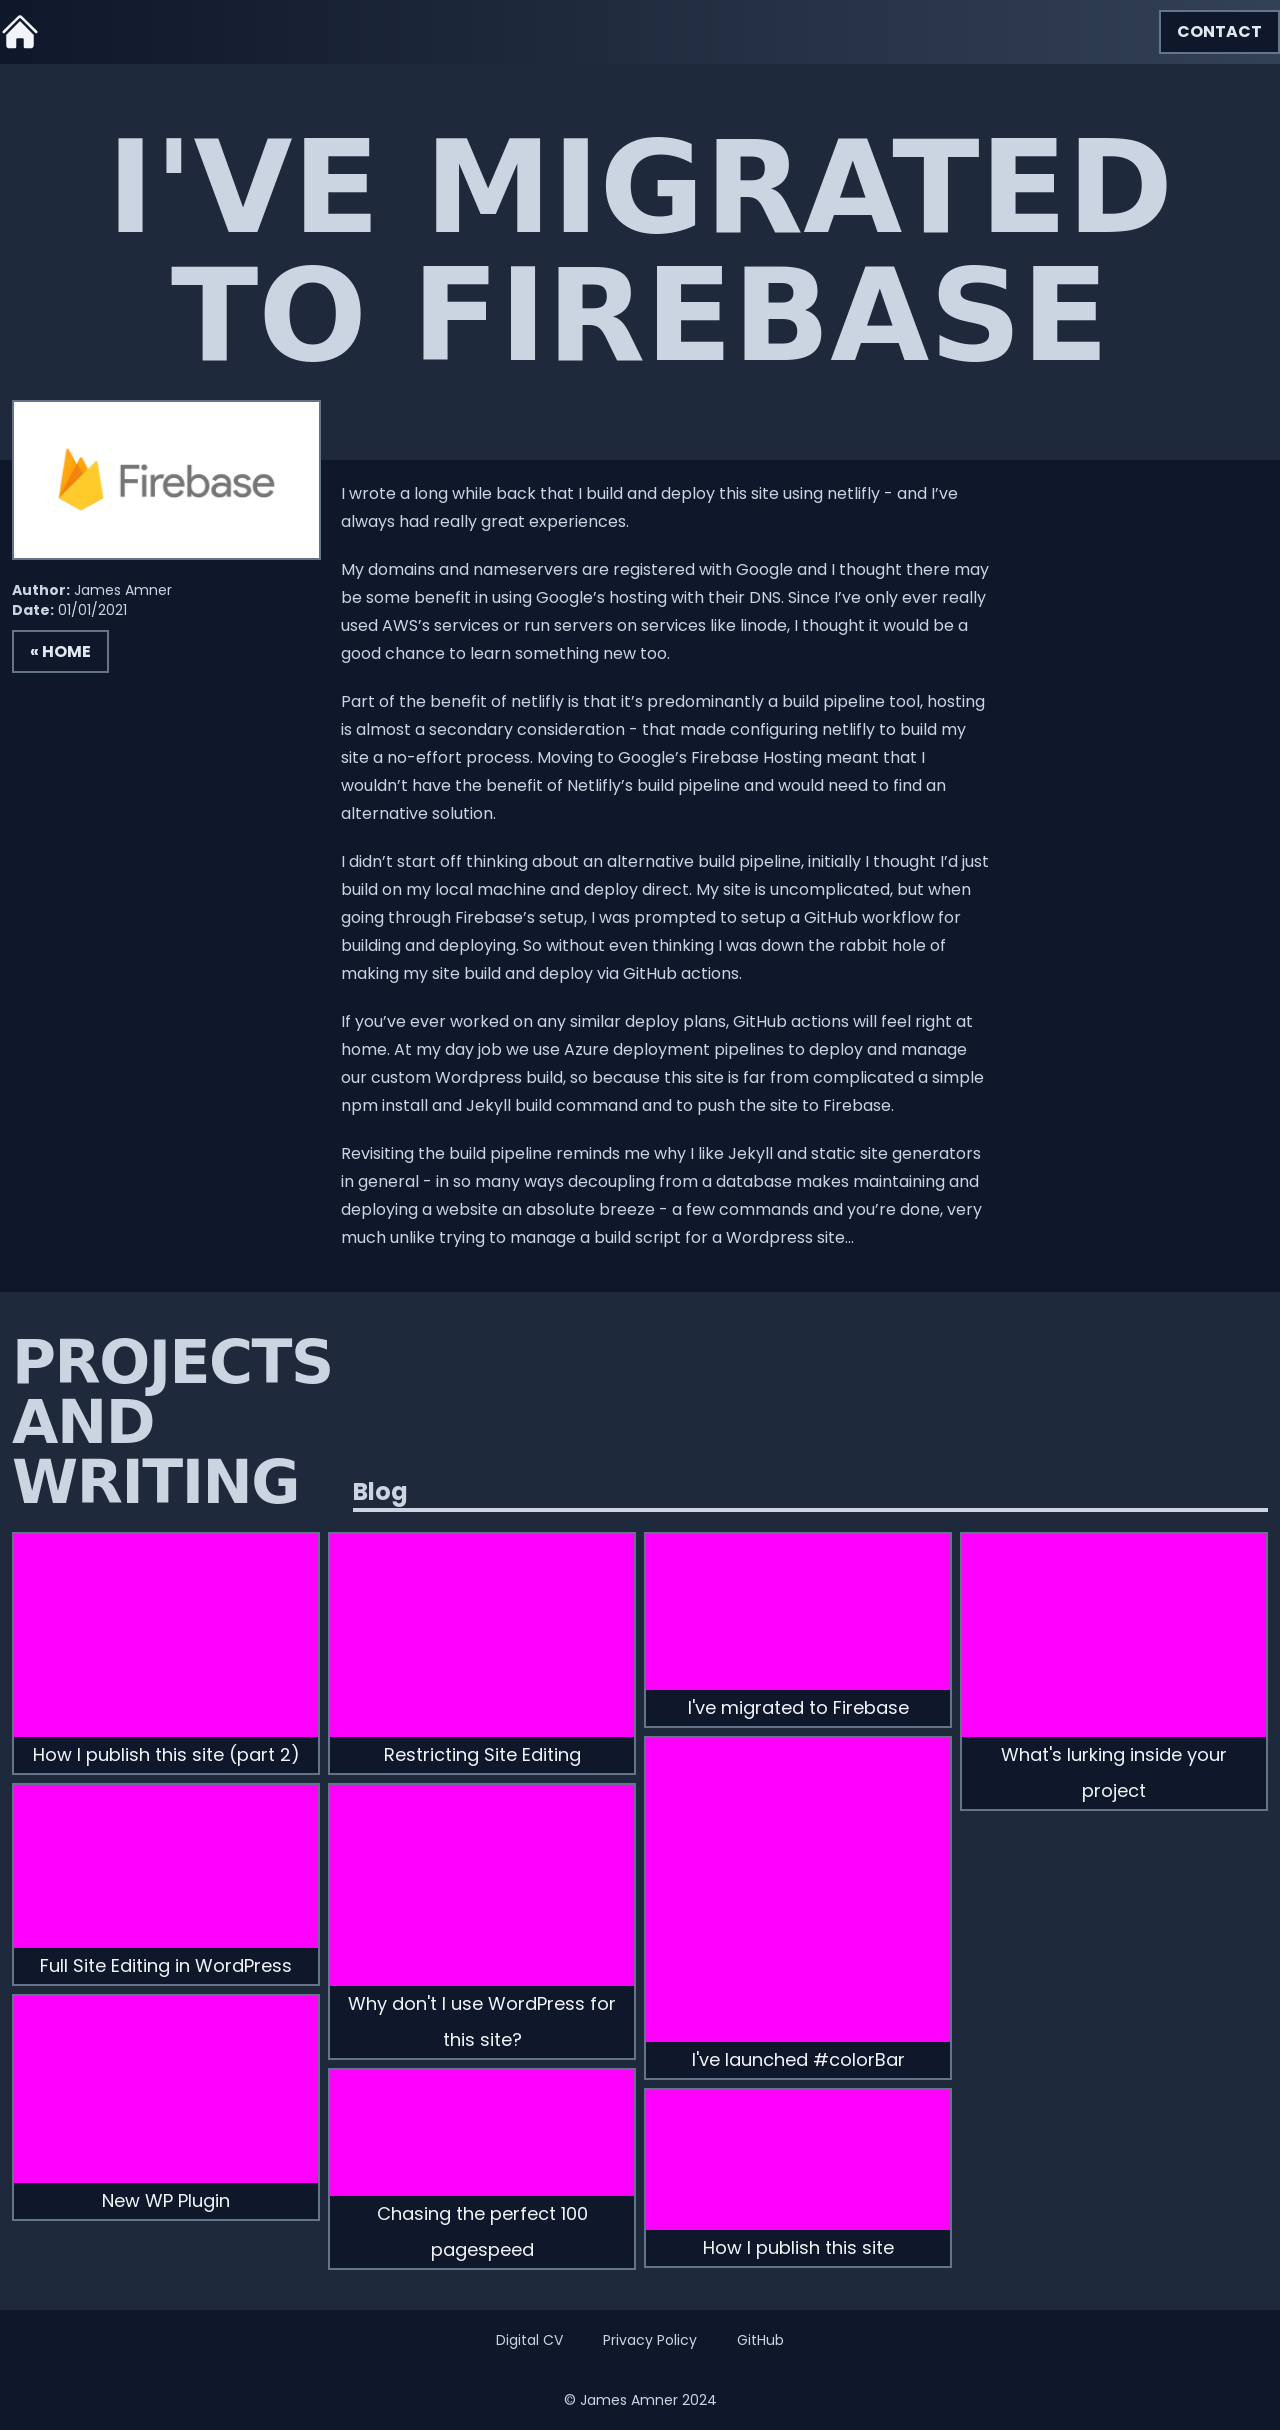 CONTACT
I'VE MIGRATED
TO FIREBASE
Firebase
I wrote a long while back that I build and deploy this site using netlifly - and I’ve
always had really great experiences.
My domains and nameservers are registered with Google and I thought there may
be some benefit in using Google’s hosting with their DNS. Since I’ve only ever really
used AWS’s services or run servers on services like linode, I thought it would be a
good chance to learn something new too.
Part of the benefit of netlifly is that it’s predominantly a build pipeline tool, hosting
is almost a secondary consideration - that made configuring netlifly to build my
site a no-effort process. Moving to Google’s Firebase Hosting meant that I
wouldn’t have the benefit of Netlifly’s build pipeline and would need to find an
alternative solution.
I didn’t start off thinking about an alternative build pipeline, initially I thought I’d just
build on my local machine and deploy direct. My site is uncomplicated, but when
going through Firebase’s setup, I was prompted to setup a GitHub workflow for
building and deploying. So without even thinking I was down the rabbit hole of
making my site build and deploy via GitHub actions.
If you’ve ever worked on any similar deploy plans, GitHub actions will feel right at
home. At my day job we use Azure deployment pipelines to deploy and manage
our custom Wordpress build, so because this site is far from complicated a simple
npm install and Jekyll build command and to push the site to Firebase.
Revisiting the build pipeline reminds me why I like Jekyll and static site generators
in general - in so many ways decoupling from a database makes maintaining and
deploying a website an absolute breeze - a few commands and you’re done, very
much unlike trying to manage a build script for a Wordpress site…
Author: James Amner
Date: 01/01/2021
« HOME
PROJECTS
AND
WRITING
Blog
How I publish this site (part 2)
Full Site Editing in WordPress
New WP Plugin
Restricting Site Editing
Why don't I use WordPress for
this site?
Chasing the perfect 100
pagespeed
I've migrated to Firebase
I've launched #colorBar
How I publish this site
What's lurking inside your
project
Digital CV
Privacy Policy
GitHub
© James Amner 2024